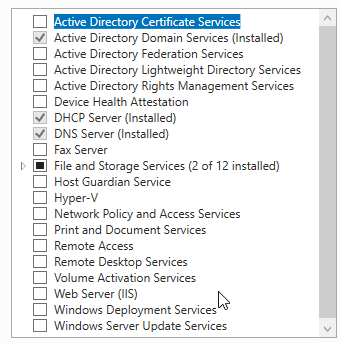 Active Directory Certificate Services
Active Directory Domain Services (Installed)
Active Directory Federation Services
Active Directory Lightweight Directory Services
Active Directory Rights Management Services
Device Health Attestation
DHCP Server (Installed)
DNS Server (Installed)
Fax Server
File and Storage Services (2 of 12 installed)
Host Guardian Service
Hyper-V
Network Policy and Access Services
Print and Document Services
Remote Access
Remote Desktop Services
Volume Activation Services
Web Server (IIS)
Windows Deployment Services
Windows Server Update Services